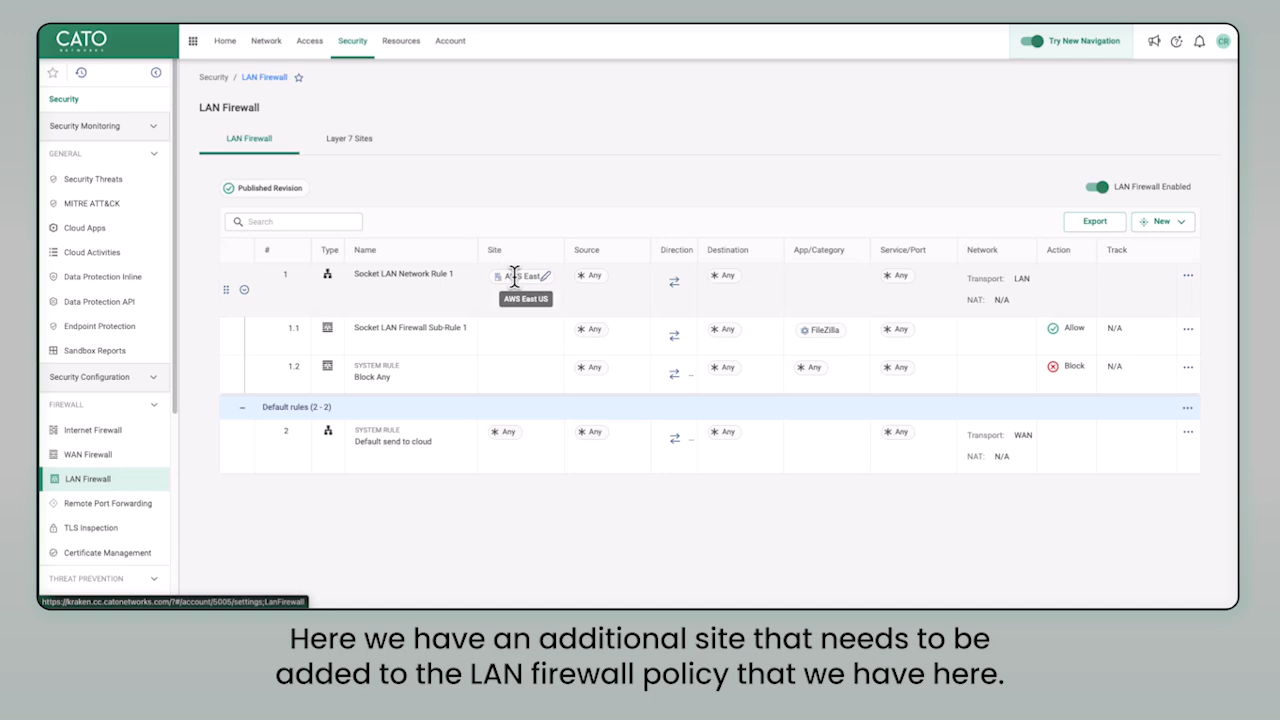 CATO
NETWORKS
Home Network Access Security Resources Account
Try New Navigation
CR
Security / LAN Firewall
Security
Security Monitoring
GENERAL
Security Threats
MITRE ATT&CK
Cloud Apps
Cloud Activities
Data Protection Inline
Data Protection API
Endpoint Protection
Sandbox Reports
Security Configuration
FIREWALL
Internet Firewall
WAN Firewall
LAN Firewall
Remote Port Forwarding
TLS Inspection
Certificate Management
THREAT PREVENTION
LAN Firewall
LAN Firewall Layer 7 Sites
Published Revision
LAN Firewall Enabled
Search
Export New
# Type Name Site Source Direction Destination App/Category Service/Port Network Action Track
1 Socket LAN Network Rule 1 AWS East Any Any Any Transport: LAN
NAT: N/A
AWS East US
1.1 Socket LAN Firewall Sub-Rule 1 Any Any FileZilla Any Allow N/A
1.2 SYSTEM RULE
Block Any Any Any Any Any Block N/A
Default rules (2 - 2)
2 SYSTEM RULE
Default send to cloud Any Any Any Any Transport: WAN
NAT: N/A
https://kraken.cc.catonetworks.com/?#/account/5005/settings;LanFirewall
Here we have an additional site that needs to be
added to the LAN firewall policy that we have here.